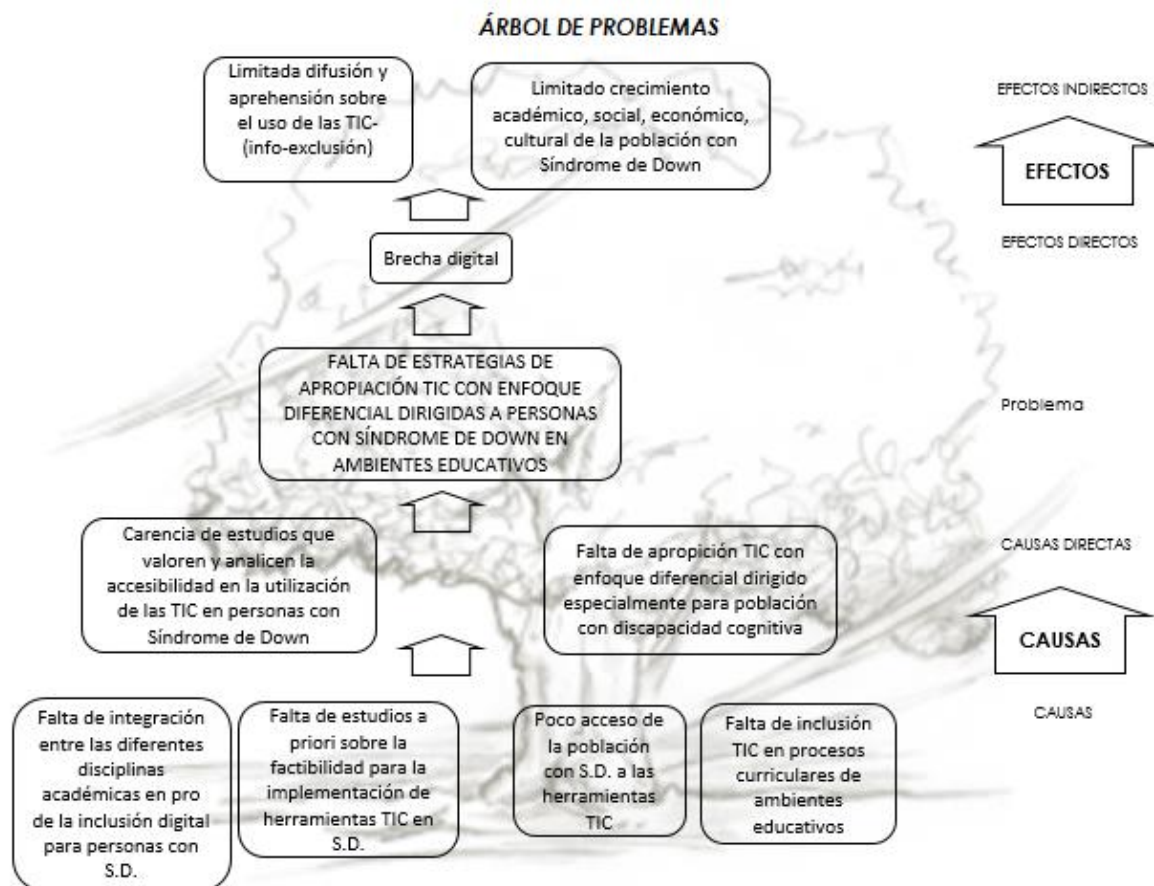 ÁRBOL DE PROBLEMAS
Limitada difusión y
aprehensión sobre
el uso de las TIC-
(info-exclusión)
Limitado crecimiento
académico, social, económico,
cultural de la población con
Síndrome de Down
EFECTOS INDIRECTOS
EFECTOS
Brecha digital
EFECTOS DIRECTOS
FALTA DE ESTRATEGIAS DE
APROPIACIÓN TIC CON ENFOQUE
DIFERENCIAL DIRIGIDAS A PERSONAS
CON SÍNDROME DE DOWN EN
AMBIENTES EDUCATIVOS
Problema
Carencia de estudios que
valoren y analicen la
accesibilidad en la utilización
de las TIC en personas con
Síndrome de Down
Falta de apropición TIC con
enfoque diferencial dirigido
especialmente para población
con discapacidad cognitiva
CAUSAS DIRECTAS
CAUSAS
Falta de integración
entre las diferentes
disciplinas
académicas en pro
de la inclusión digital
para personas con
S.D.
Falta de estudios a
priori sobre la
factibilidad para la
implementación de
herramientas TIC en
S.D.
Poco acceso de
la población
con S.D. a las
herramientas
TIC
Falta de inclusión
TIC en procesos
curriculares de
ambientes
educativos
CAUSAS